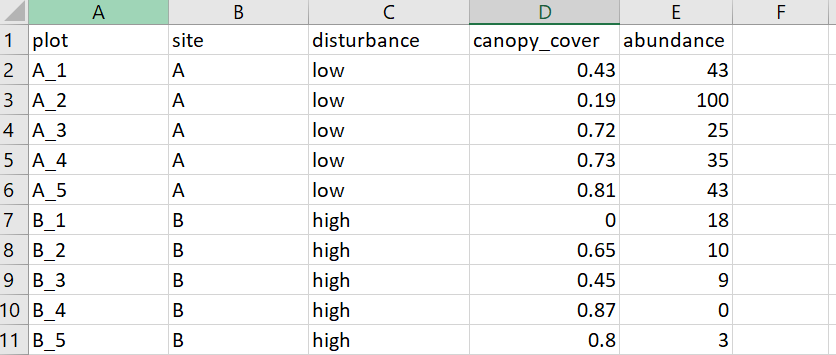 A B C D E F
1 plot site disturbance canopy_cover abundance
2 A_1 A low 0.43 43
3 A_2 A low 0.19 100
4 A_3 A low 0.72 25
5 A_4 A low 0.73 35
6 A_5 A low 0.81 43
7 B_1 B high 0 18
8 B_2 B high 0.65 10
9 B_3 B high 0.45 9
10 B_4 B high 0.87 0
11 B_5 B high 0.8 3